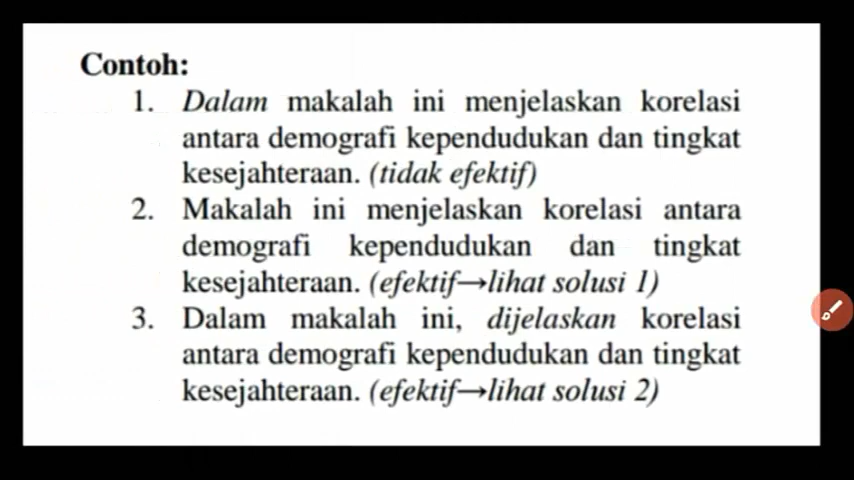 Contoh:
1. Dalam makalah ini menjelaskan korelasi
antara demografi kependudukan dan tingkat
kesejahteraan. (tidak efektif)
2. Makalah ini menjelaskan korelasi antara
demografi kependudukan dan tingkat
kesejahteraan. (efektif→lihat solusi 1)
3. Dalam makalah ini, dijelaskan korelasi
antara demografi kependudukan dan tingkat
kesejahteraan. (efektif→lihat solusi 2)